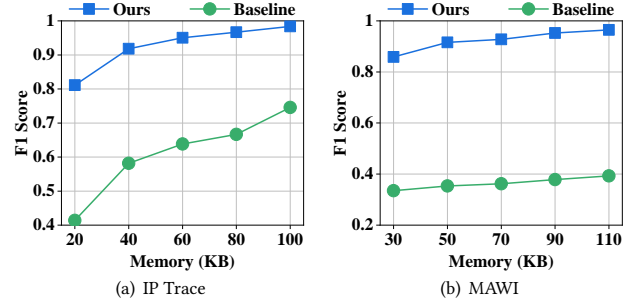 Ours Baseline
1
0.9
0.8
0.7
0.6
0.5
0.4
F1 Score
20 40 60 80 100
Memory (KB)
(a) IP Trace
Ours Baseline
1
0.8
0.6
0.4
0.2
F1 Score
30 50 70 90 110
Memory (KB)
(b) MAWI